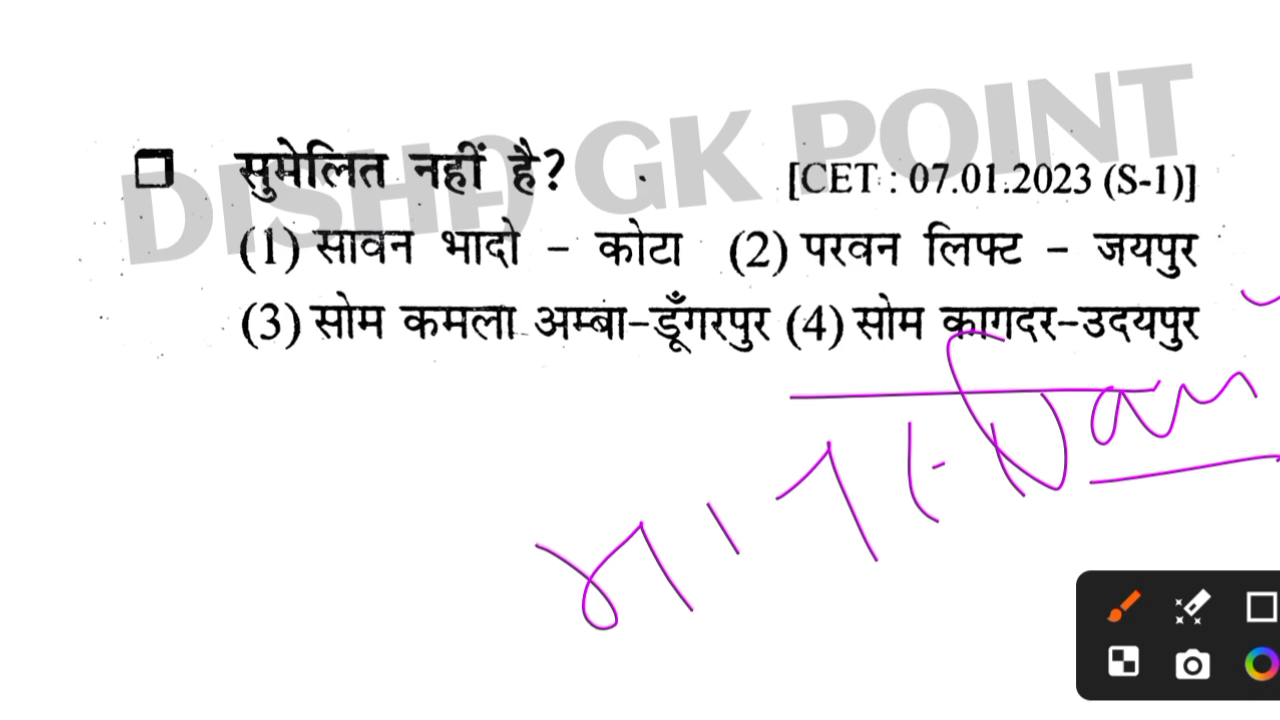 DISHA GK POINT
सुमेलित नहीं है? [CET : 07.01.2023 (S-1)]
(1) सावन भादो – कोटा (2) परवन लिफ्ट – जयपुर
(3) सोम कमला अम्बा–डूँगरपुर (4) सोम कागदर–उदयपुर